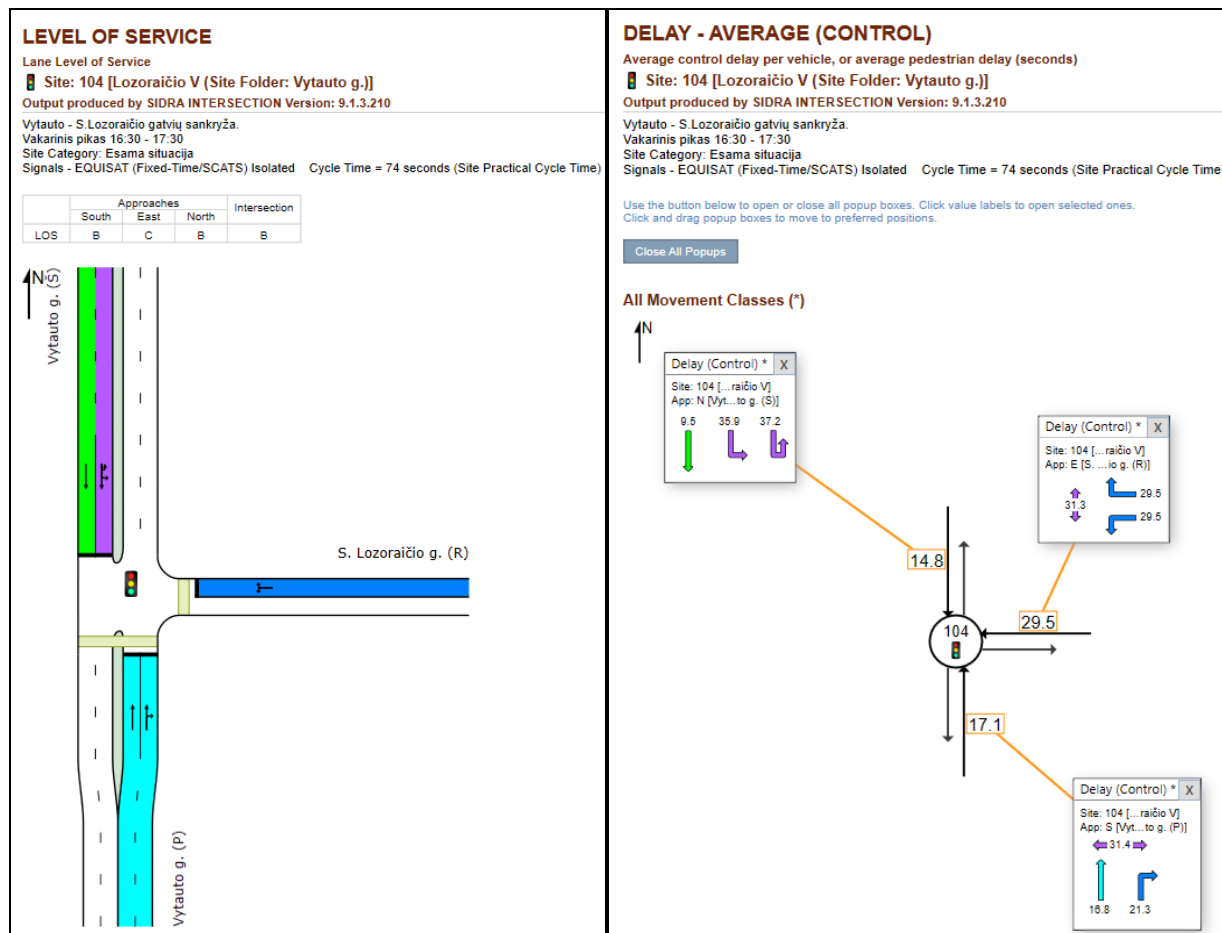 LEVEL OF SERVICE
Lane Level of Service
Site: 104 [Lozoraičio V (Site Folder: Vytauto g.)]
Output produced by SIDRA INTERSECTION Version: 9.1.3.210
Vytauto - S.Lozoraičio gatvių sankryža.
Vakarinis pikas 16:30 - 17:30
Site Category: Esama situacija
Signals - EQUISAT (Fixed-Time/SCATS) Isolated Cycle Time = 74 seconds (Site Practical Cycle Time)
Approaches Intersection
South East North
LOS B C B B
N
Vytauto g. (S)
S. Lozoraičio g. (R)
Vytauto g. (P)
DELAY - AVERAGE (CONTROL)
Average control delay per vehicle, or average pedestrian delay (seconds)
Site: 104 [Lozoraičio V (Site Folder: Vytauto g.)]
Output produced by SIDRA INTERSECTION Version: 9.1.3.210
Vytauto - S.Lozoraičio gatvių sankryža.
Vakarinis pikas 16:30 - 17:30
Site Category: Esama situacija
Signals - EQUISAT (Fixed-Time/SCATS) Isolated Cycle Time = 74 seconds (Site Practical Cycle Time
Use the button below to open or close all popup boxes. Click value labels to open selected ones.
Click and drag popup boxes to move to preferred positions.
Close All Popups
All Movement Classes (*)
N
Delay (Control) * X
Site: 104 [...raičio V]
App: N [Vyt...to g. (S)]
9.5 35.9 37.2
Delay (Control) * X
Site: 104 [...raičio V]
App: E [S. ...io g. (R)]
31.3 29.5
29.5
14.8
29.5
104
17.1
Delay (Control) * X
Site: 104 [...raičio V]
App: S [Vyt...to g. (P)]
31.4
16.8 21.3